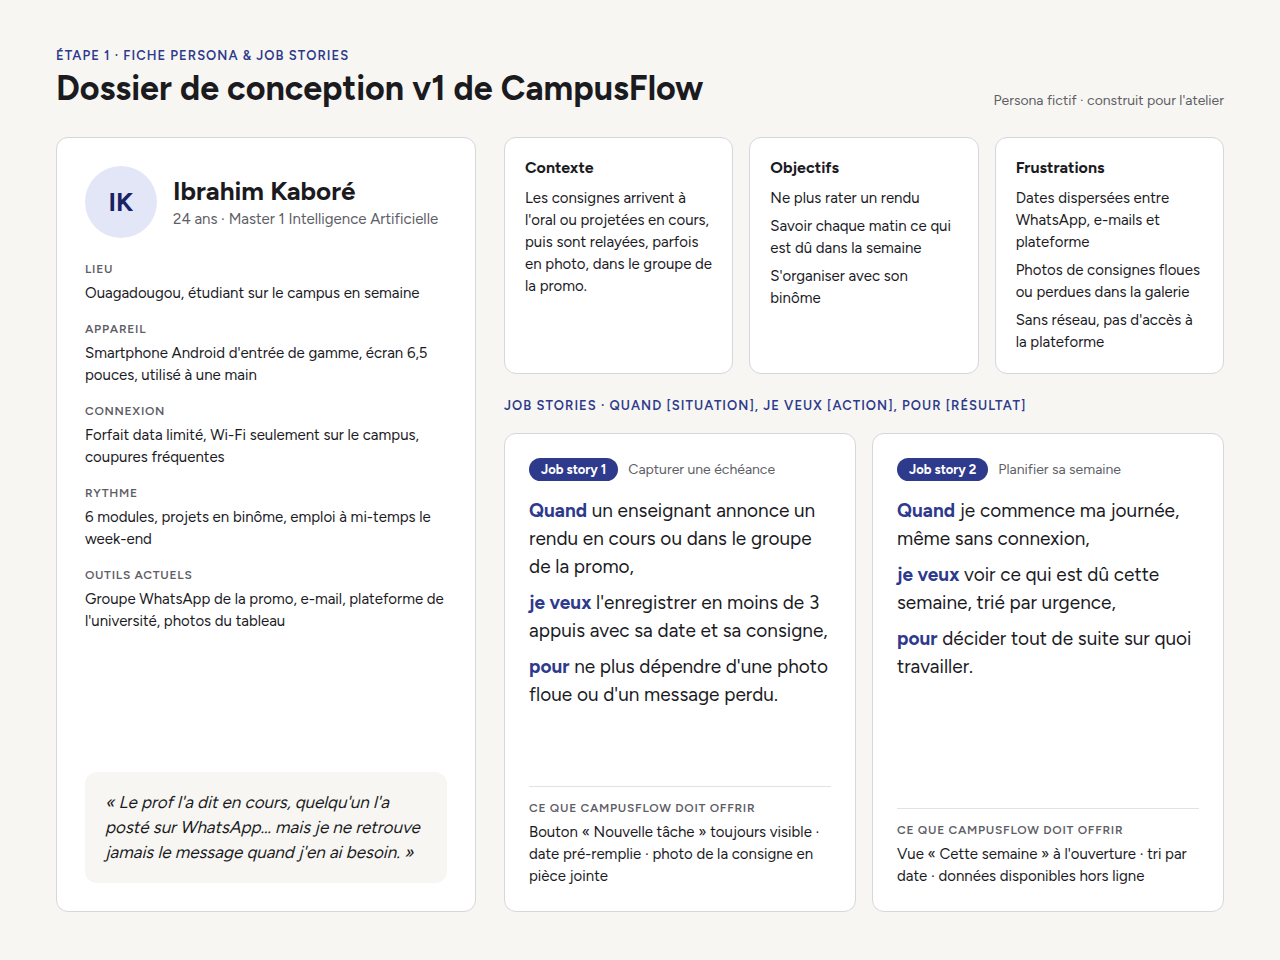 ÉTAPE 1 · FICHE PERSONA & JOB STORIES
Dossier de conception v1 de CampusFlow
Persona fictif · construit pour l'atelier
IK
Ibrahim Kaboré
24 ans · Master 1 Intelligence Artificielle
LIEU
Ouagadougou, étudiant sur le campus en semaine
APPAREIL
Smartphone Android d'entrée de gamme, écran 6,5
pouces, utilisé à une main
CONNEXION
Forfait data limité, Wi-Fi seulement sur le campus,
coupures fréquentes
RYTHME
6 modules, projets en binôme, emploi à mi-temps le
week-end
OUTILS ACTUELS
Groupe WhatsApp de la promo, e-mail, plateforme de
l'université, photos du tableau
« Le prof l'a dit en cours, quelqu'un l'a
posté sur WhatsApp... mais je ne retrouve
jamais le message quand j'en ai besoin. »
Contexte
Les consignes arrivent à
l'oral ou projetées en cours,
puis sont relayées, parfois
en photo, dans le groupe de
la promo.
Objectifs
Ne plus rater un rendu
Savoir chaque matin ce qui
est dû dans la semaine
S'organiser avec son
binôme
Frustrations
Dates dispersées entre
WhatsApp, e-mails et
plateforme
Photos de consignes floues
ou perdues dans la galerie
Sans réseau, pas d'accès à
la plateforme
JOB STORIES · QUAND [SITUATION], JE VEUX [ACTION], POUR [RÉSULTAT]
Job story 1 Capturer une échéance
Quand un enseignant annonce un
rendu en cours ou dans le groupe
de la promo,
je veux l'enregistrer en moins de 3
appuis avec sa date et sa consigne,
pour ne plus dépendre d'une photo
floue ou d'un message perdu.
CE QUE CAMPUSFLOW DOIT OFFRIR
Bouton « Nouvelle tâche » toujours visible ·
date pré-remplie · photo de la consigne en
pièce jointe
Job story 2 Planifier sa semaine
Quand je commence ma journée,
même sans connexion,
je veux voir ce qui est dû cette
semaine, trié par urgence,
pour décider tout de suite sur quoi
travailler.
CE QUE CAMPUSFLOW DOIT OFFRIR
Vue « Cette semaine » à l'ouverture · tri par
date · données disponibles hors ligne